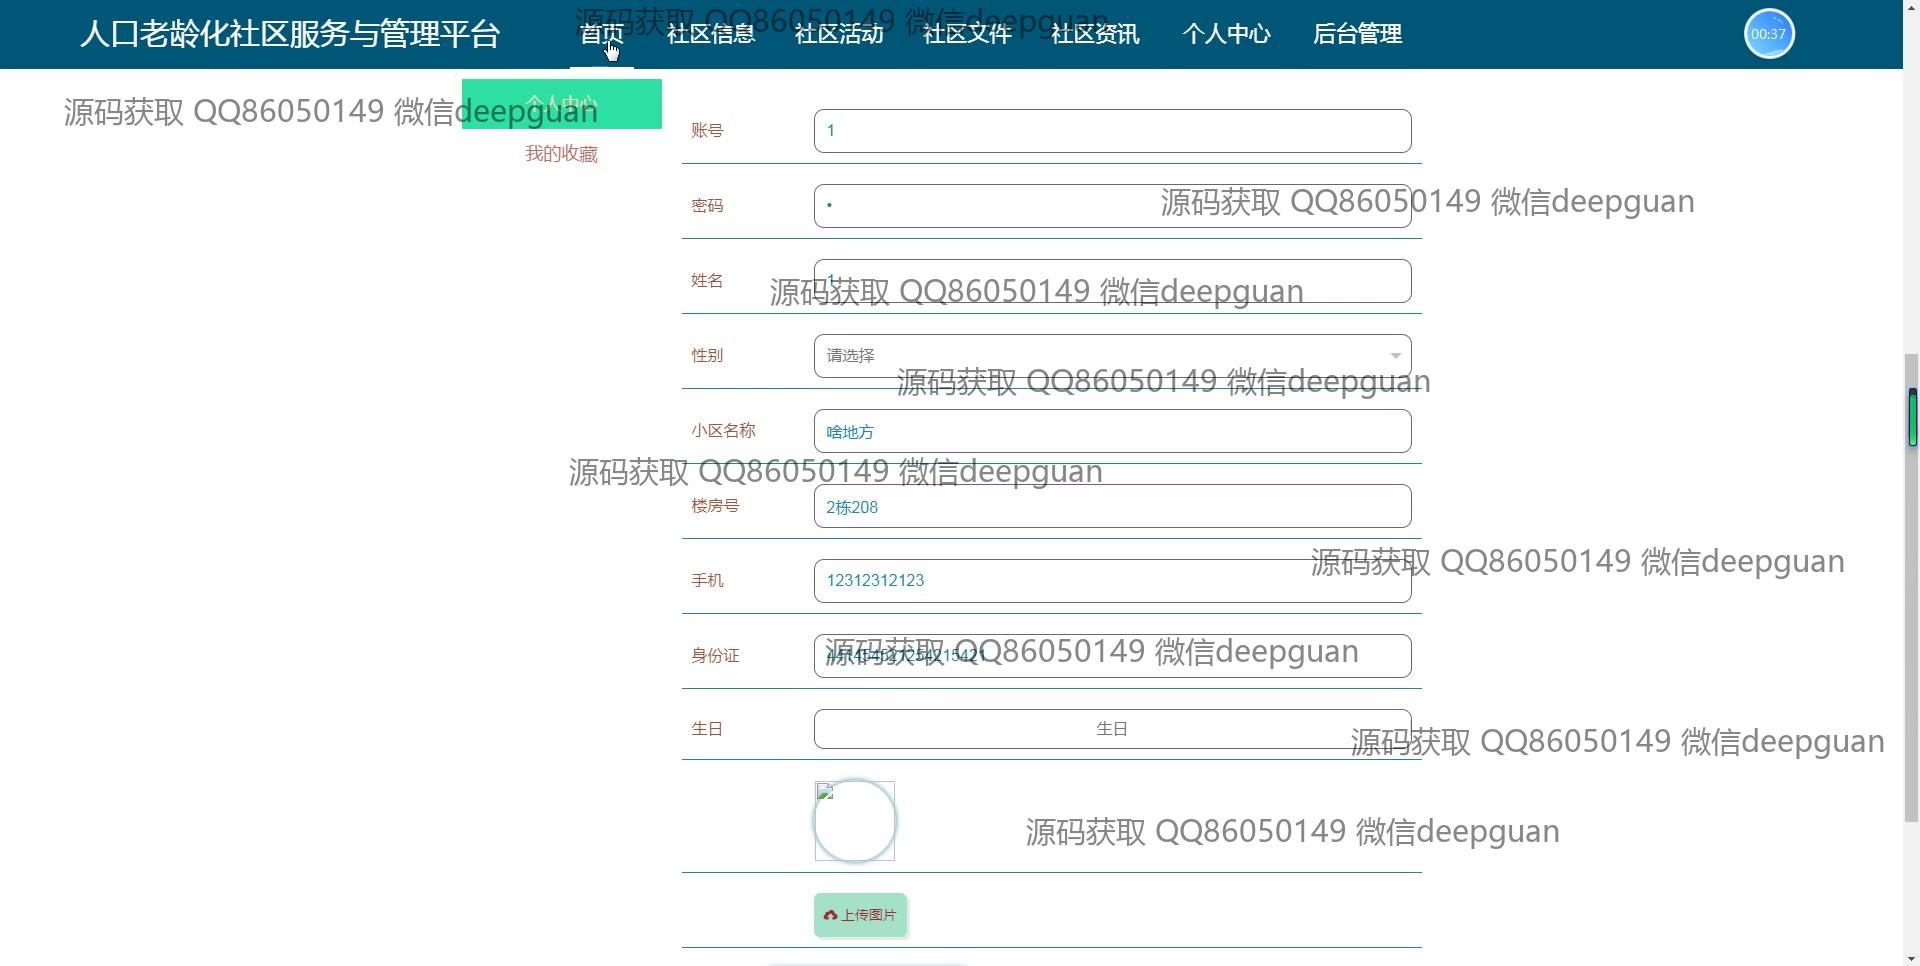 人口老龄化社区服务与管理平台
首页 社区信息 社区活动 社区文件 社区资讯 个人中心 后台管理
00:37
源码获取 QQ86050149 微信deepguan
个人中心
源码获取 QQ86050149 微信deepguan
我的收藏
账号 1
密码 •
源码获取 QQ86050149 微信deepguan
姓名 1
源码获取 QQ86050149 微信deepguan
性别 请选择
源码获取 QQ86050149 微信deepguan
小区名称 啥地方
源码获取 QQ86050149 微信deepguan
楼房号 2栋208
源码获取 QQ86050149 微信deepguan
手机 12312312123
身份证
源码获取 QQ86050149 微信deepguan
生日 生日
源码获取 QQ86050149 微信deepguan
源码获取 QQ86050149 微信deepguan
上传图片